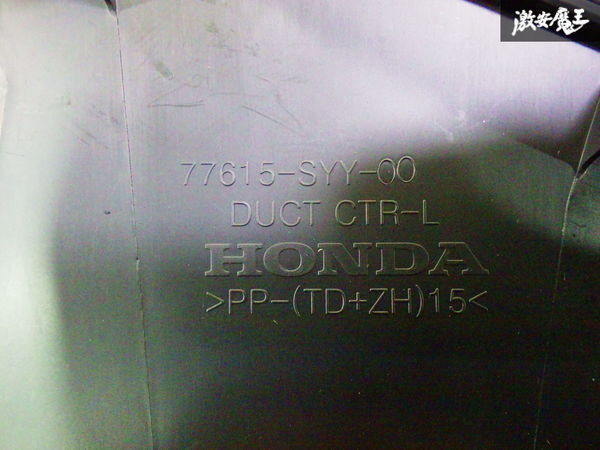 激安魔王
77615-SYY-00
DUCT CTR-L
HONDA
>PP-(TD+ZH)15<